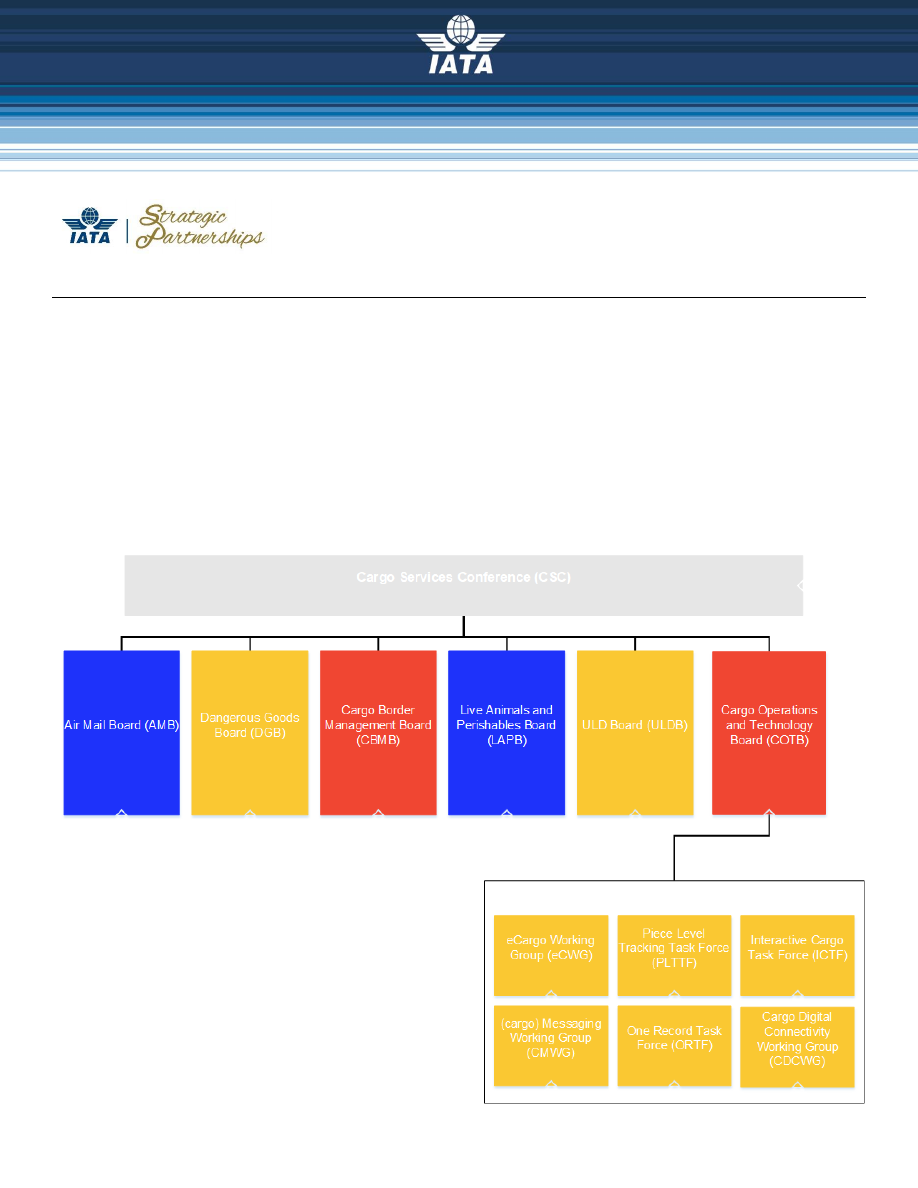 IATA
IATA
Strategic
Partnerships
Cargo Services Conference (CSC)
Air Mail Board (AMB)
Dangerous Goods
Board (DGB)
Cargo Border
Management Board
(CBMB)
Live Animals and
Perishables Board
(LAPB)
ULD Board (ULDB)
Cargo Operations
and Technology
Board (COTB)
eCargo Working
Group (eCWG)
Piece Level
Tracking Task Force
(PLTTF)
Interactive Cargo
Task Force (ICTF)
(cargo) Messaging
Working Group
(CMWG)
One Record Task
Force (ORTF)
Cargo Digital
Connectivity
Working Group
(CDCWG)